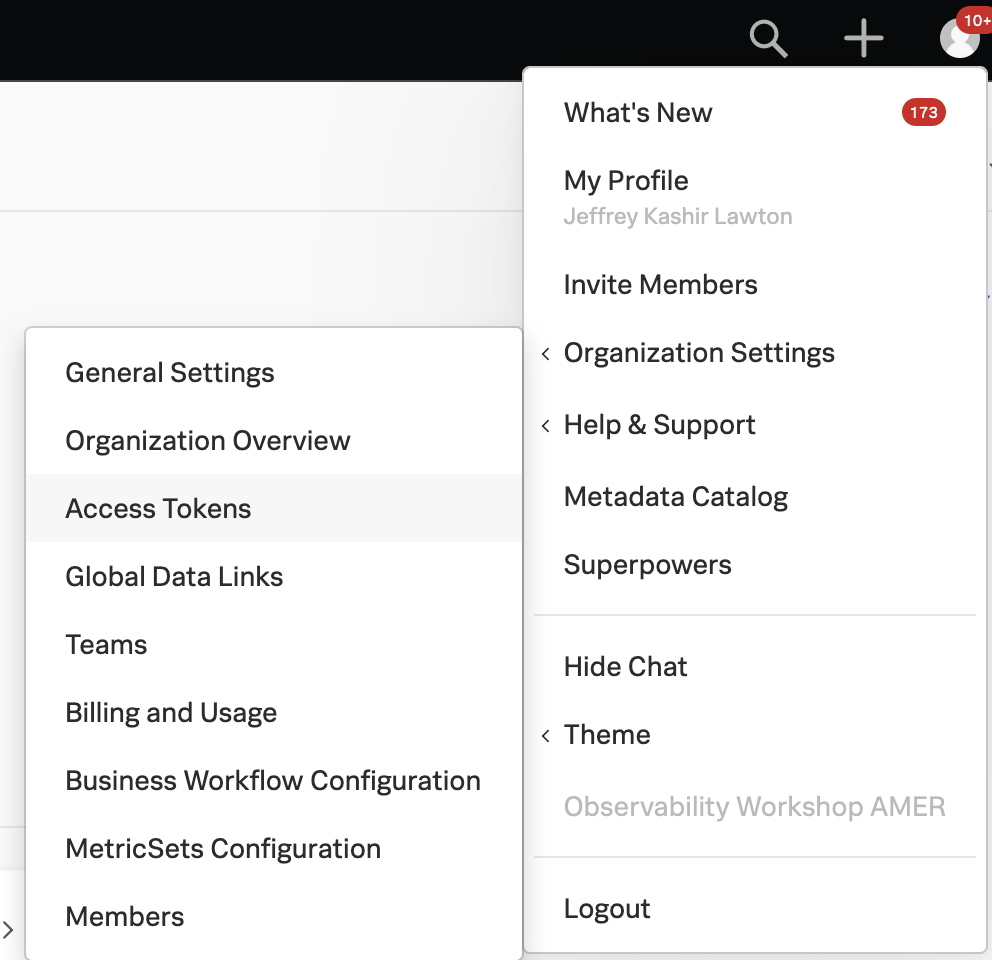 10+
What's New
173
My Profile
Jeffrey Kashir Lawton
Invite Members
Organization Settings
Help & Support
Metadata Catalog
Superpowers
Hide Chat
Theme
Observability Workshop AMER
Logout
General Settings
Organization Overview
Access Tokens
Global Data Links
Teams
Billing and Usage
Business Workflow Configuration
MetricSets Configuration
Members